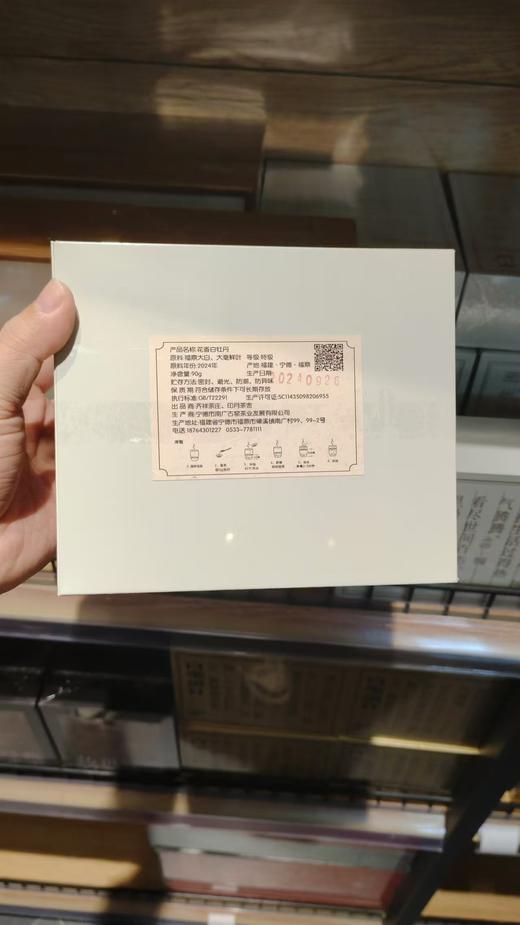 产品名称:花香白牡丹
原料:福鼎大白、大毫鲜叶 等级:特级
原料年份:2024年 产地:福建·宁德·福鼎
净含量:90g 生产日期:20240926
贮存方法:密封、避光、防潮、防异味
保质期:符合储存条件下可长期存放
执行标准:GB/T22291 生产许可证:SC11435098206955
出品商:齐祥茶庄、印月茶舍
生产商:宁德市南广古窑茶业发展有限公司
生产地址:福建省宁德市福鼎市磻溪镇南广村99、99-2号
电话:18764301227 0533-7781111
看尽世间百